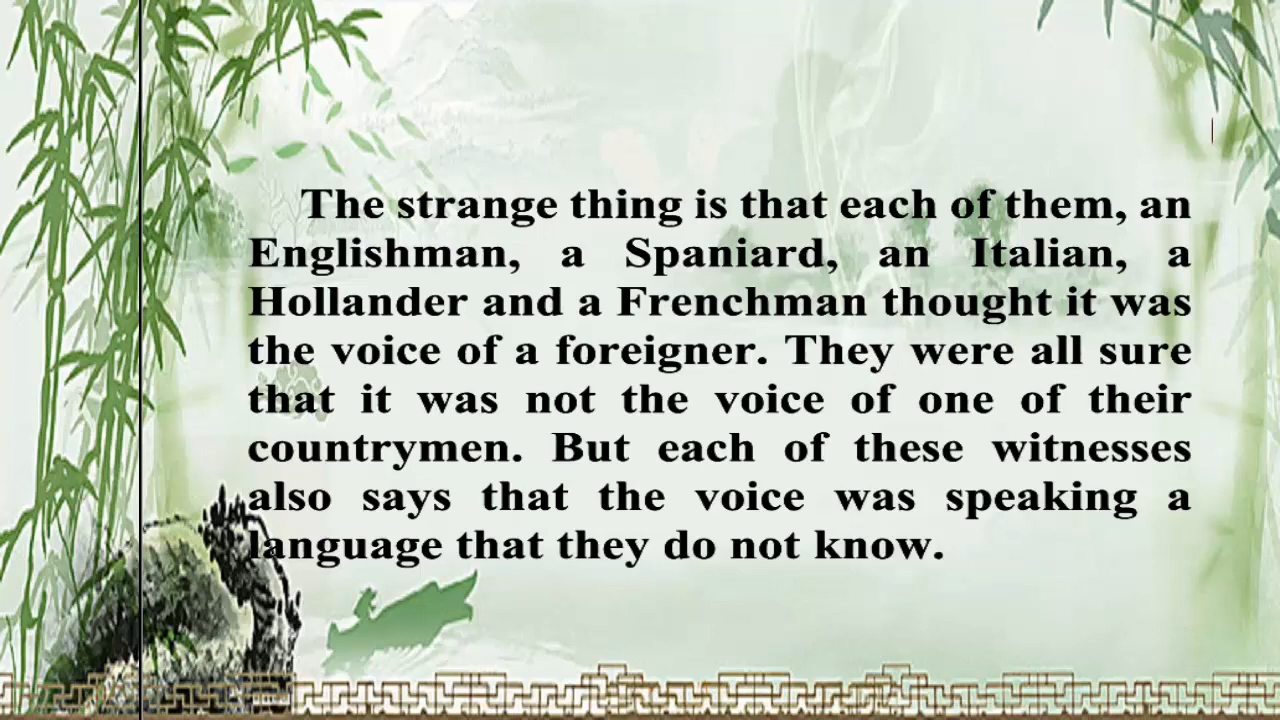 The strange thing is that each of them, an
Englishman, a Spaniard, an Italian, a
Hollander and a Frenchman thought it was
the voice of a foreigner. They were all sure
that it was not the voice of one of their
countrymen. But each of these witnesses
also says that the voice was speaking a
language that they do not know.